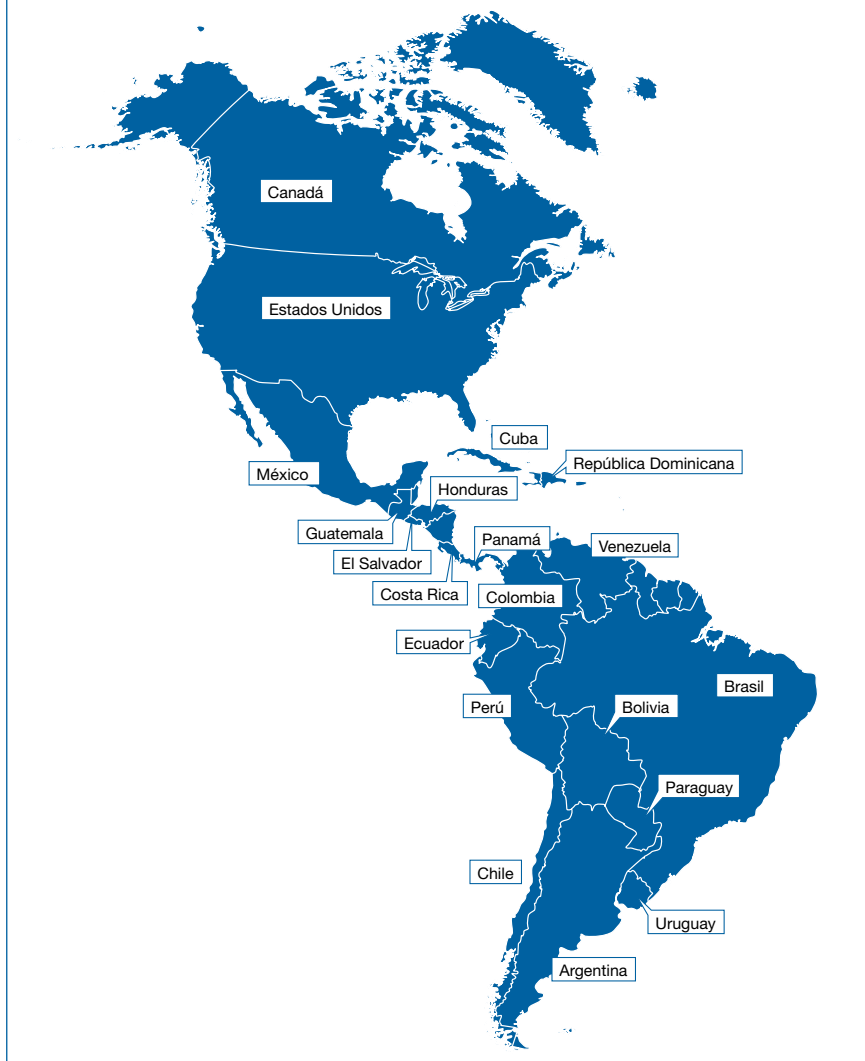 Canadá
Estados Unidos
Cuba
República Dominicana
México
Honduras
Guatemala
Panamá
Venezuela
El Salvador
Costa Rica
Colombia
Ecuador
Brasil
Perú
Bolivia
Paraguay
Chile
Uruguay
Argentina